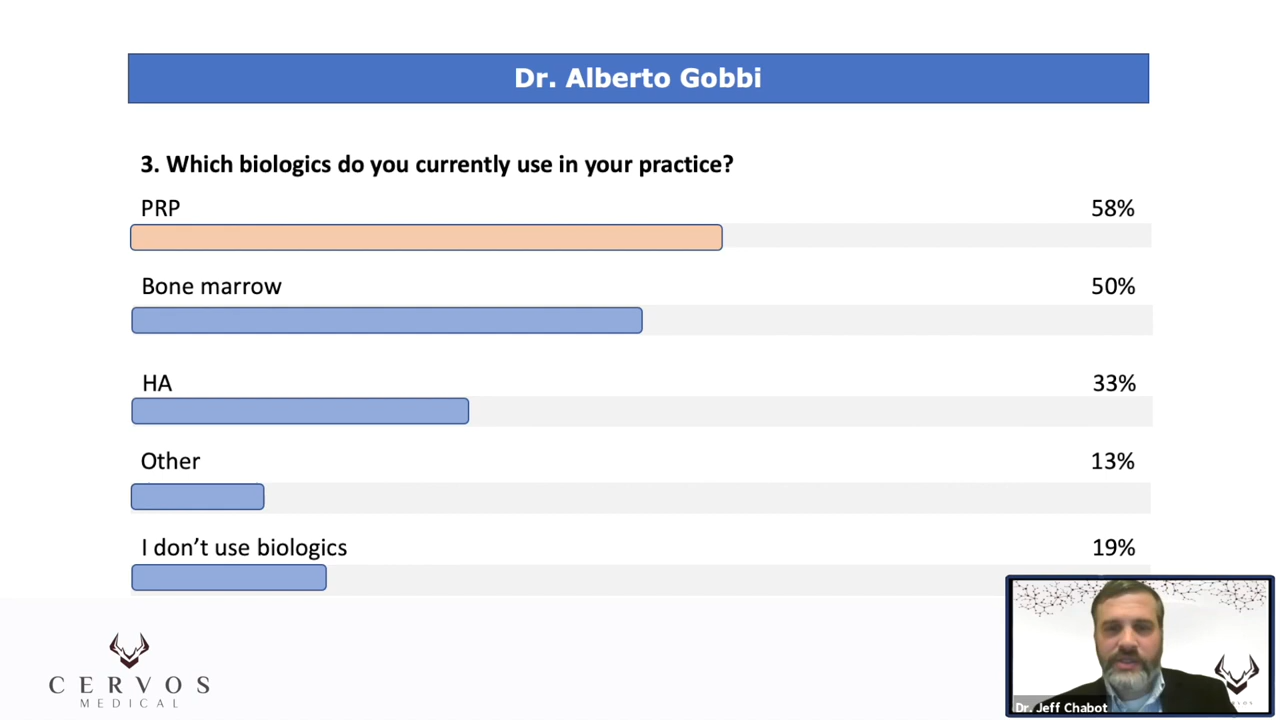 Dr. Alberto Gobbi
3. Which biologics do you currently use in your practice?
PRP 58%
Bone marrow 50%
HA 33%
Other 13%
I don’t use biologics 19%
CERVOS
MEDICAL
Dr. Jeff Chabot